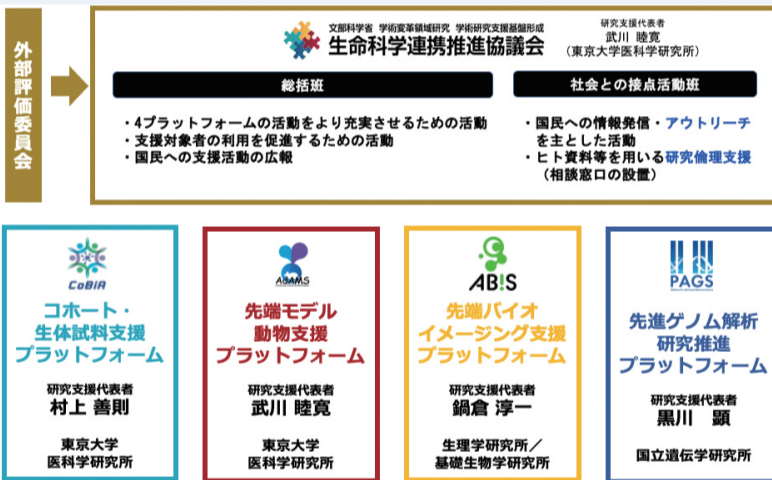 外部評価委員会
文部科学省 学術変革領域研究 学術研究支援基盤形成
生命科学連携推進協議会
研究支援代表者
武川 睦寛
（東京大学医科学研究所）
総括班
・4プラットフォームの活動をより充実させるための活動
・支援対象者の利用を促進するための活動
・国民への支援活動の広報
社会との接点活動班
・国民への情報発信・アウトリーチ
を主とした活動
・ヒト資料等を用いる研究倫理支援
（相談窓口の設置）
CoBiA
コホート・
生体試料支援
プラットフォーム
研究支援代表者
村上 善則
東京大学
医科学研究所
AdAMS
先端モデル
動物支援
プラットフォーム
研究支援代表者
武川 睦寛
東京大学
医科学研究所
ABiS
先端バイオ
イメージング支援
プラットフォーム
研究支援代表者
鍋倉 淳一
生理学研究所／
基礎生物学研究所
PAGS
先進ゲノム解析
研究推進
プラットフォーム
研究支援代表者
黒川 顕
国立遺伝学研究所